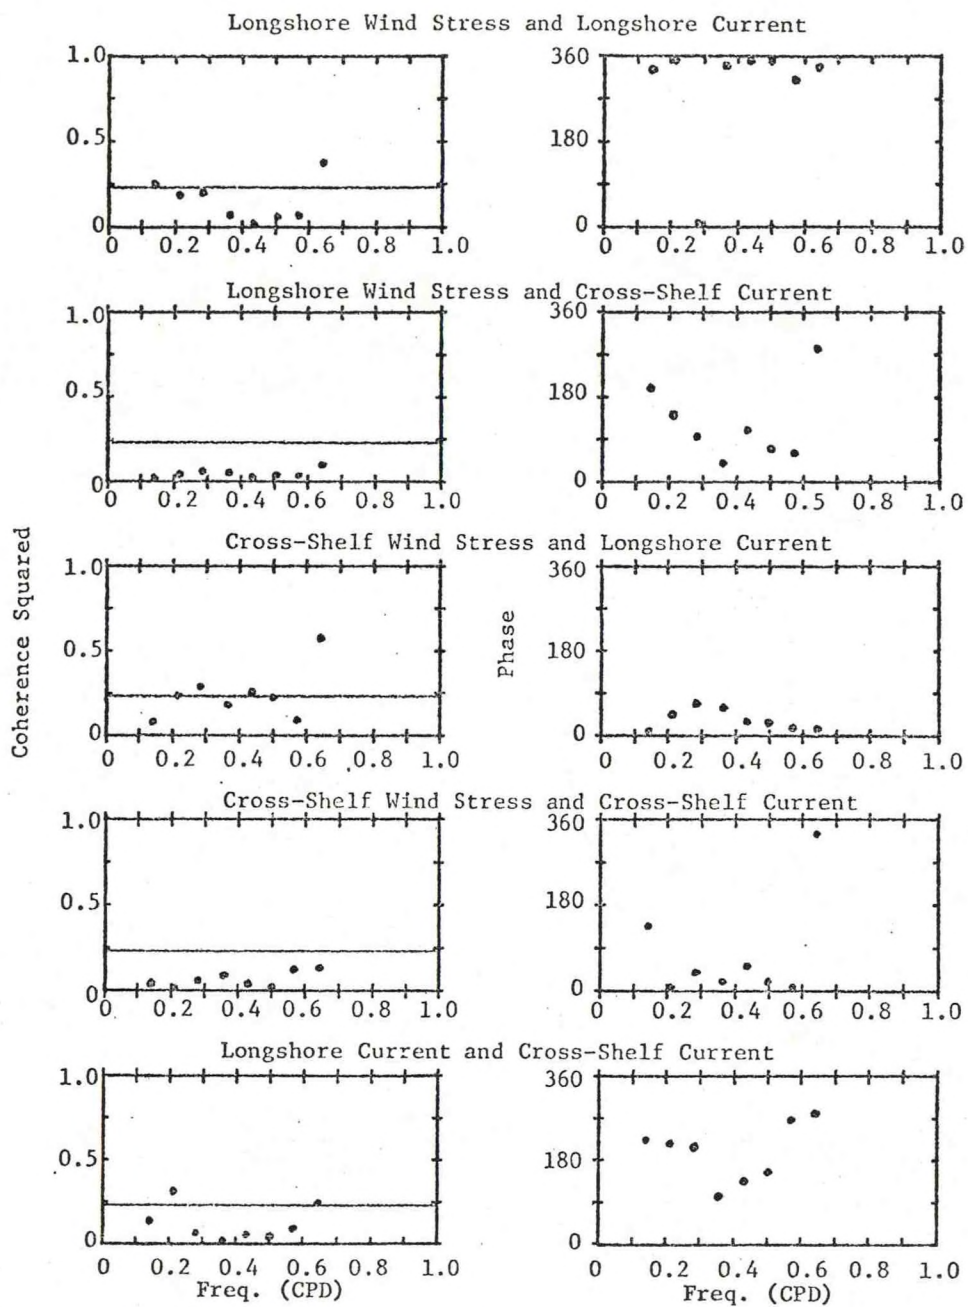 Longshore Wind Stress and Longshore Current
1.0
0.5
0
0 0.2 0.4 0.6 0.8 1.0
360
180
0
0 0.2 0.4 0.6 0.8 1.0
Longshore Wind Stress and Cross-Shelf Current
1.0
0.5
0
0 0.2 0.4 0.6 0.8 1.0
360
180
0
0 0.2 0.4 0.5 0.8 1.0
Coherence Squared
Cross-Shelf Wind Stress and Longshore Current
1.0
0.5
0
0 0.2 0.4 0.6 0.8 1.0
Phase
360
180
0
0 0.2 0.4 0.6 0.8 1.0
Cross-Shelf Wind Stress and Cross-Shelf Current
1.0
0.5
0
0 0.2 0.4 0.6 0.8 1.0
360
180
0
0 0.2 0.4 0.6 0.8 1.0
Longshore Current and Cross-Shelf Current
1.0
0.5
0
0 0.2 0.4 0.6 0.8 1.0
Freq. (CPD)
360
180
0
0 0.2 0.4 0.6 0.8 1.0
Freq. (CPD)